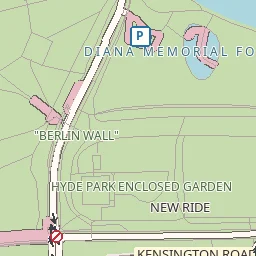 P
DIANA MEMORIAL FO
"BERLIN WALL"
HYDE PARK ENCLOSED GARDEN
NEW RIDE
KENSINGTON ROAD